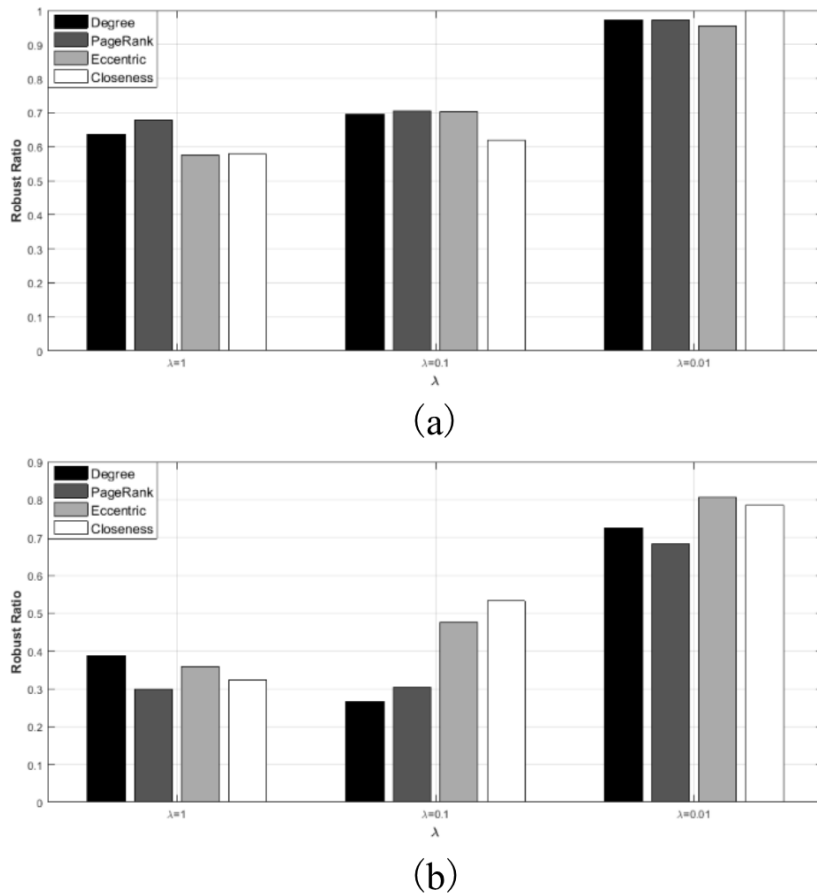 1
0.9
0.8
0.7
0.6
0.5
0.4
0.3
0.2
0.1
0
Robust Ratio
Degree
PageRank
Eccentric
Closeness
λ=1 λ=0.1 λ=0.01
λ
(a)
0.9
0.8
0.7
0.6
0.5
0.4
0.3
0.2
0.1
0
Robust Ratio
Degree
PageRank
Eccentric
Closeness
λ=1 λ=0.1 λ=0.01
λ
(b)